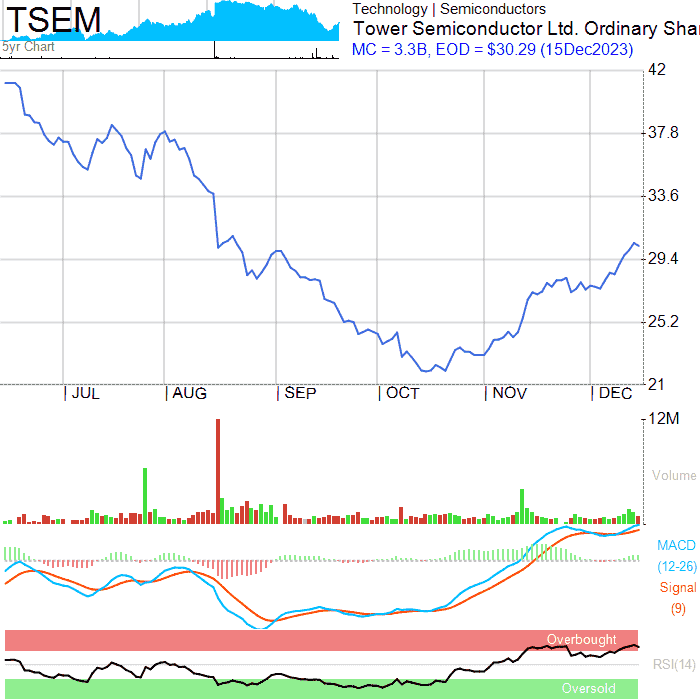 TSEM
5yr Chart
Technology | Semiconductors
Tower Semiconductor Ltd. Ordinary Shar
MC = 3.3B, EOD = $30.29 (15Dec2023)
42
37.8
33.6
29.4
25.2
21
JUL AUG SEP OCT NOV DEC
12M
Volume
MACD
(12-26)
Signal
(9)
Overbought
RSI(14)
Oversold